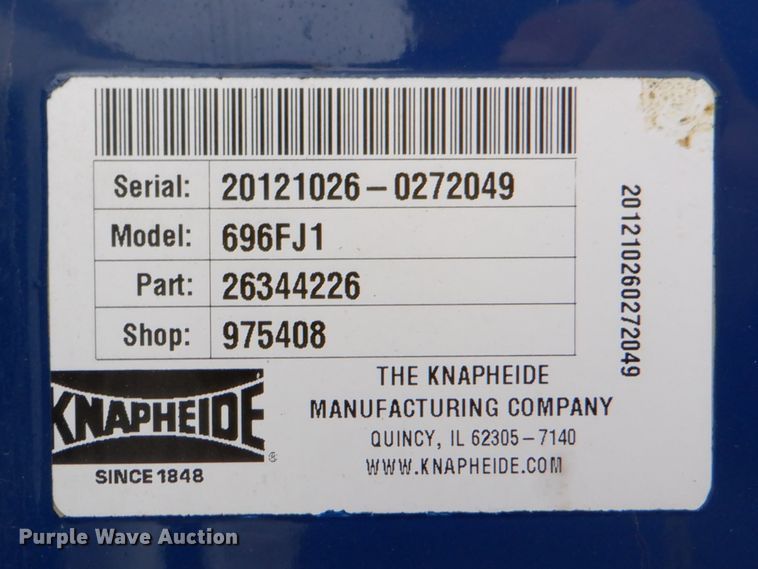 Serial: 20121026-0272049
Model: 696FJ1
Part: 26344226
Shop: 975408
201210260272049
KNAPHEIDE®
SINCE 1848
THE KNAPHEIDE
MANUFACTURING COMPANY
QUINCY, IL 62305-7140
WWW.KNAPHEIDE.COM
Purple Wave Auction